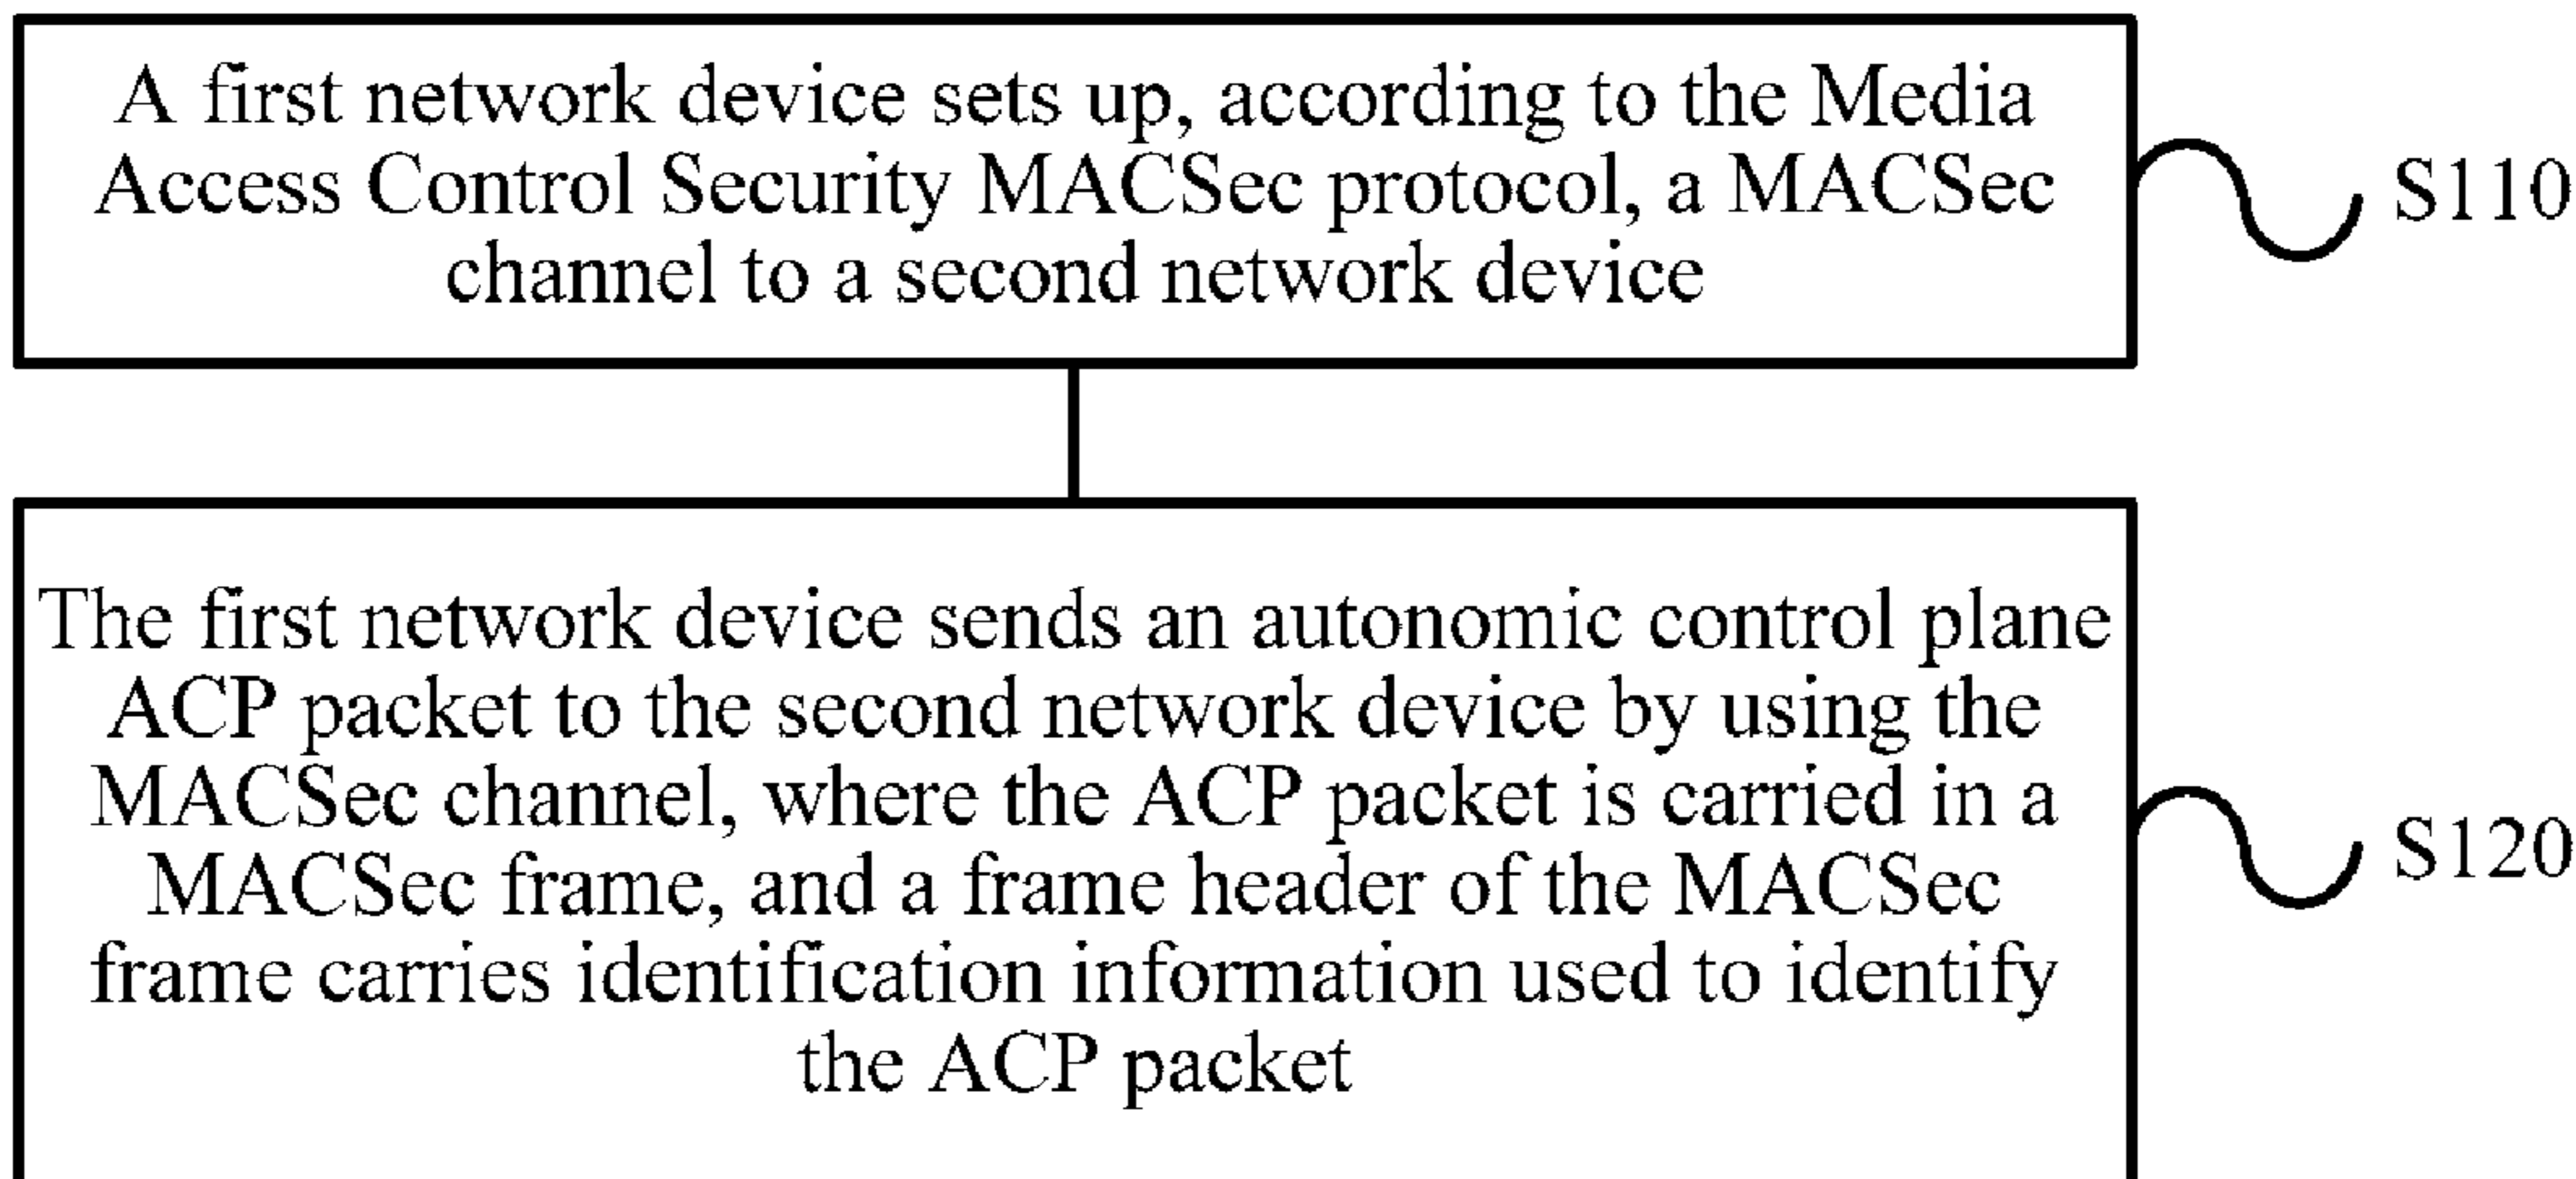 A first network device sets up, according to the Media
Access Control Security MACSec protocol, a MACSec
channel to a second network device
S110
The first network device sends an autonomic control plane
ACP packet to the second network device by using the
MACSec channel, where the ACP packet is carried in a
MACSec frame, and a frame header of the MACSec
frame carries identification information used to identify
the ACP packet
S120